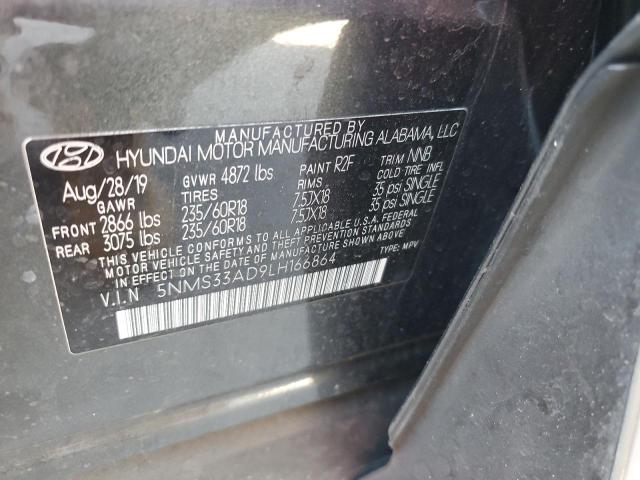 MANUFACTURED BY
HYUNDAI MOTOR MANUFACTURING ALABAMA, LLC
Aug/28/19 GVWR 4872 lbs PAINT R2F TRIM NNB
GAWR TIRES RIMS COLD TIRE INFL
FRONT 2866 lbs 235/60R18 7.5JX18 35 psi SINGLE
REAR 3075 lbs 235/60R18 7.5JX18 35 psi SINGLE
THIS VEHICLE CONFORMS TO ALL APPLICABLE U.S.A. FEDERAL
MOTOR VEHICLE SAFETY AND THEFT PREVENTION STANDARDS
IN EFFECT ON THE DATE OF MANUFACTURE SHOWN ABOVE.
V.I.N 5NMS33AD9LH166864 TYPE: MPV